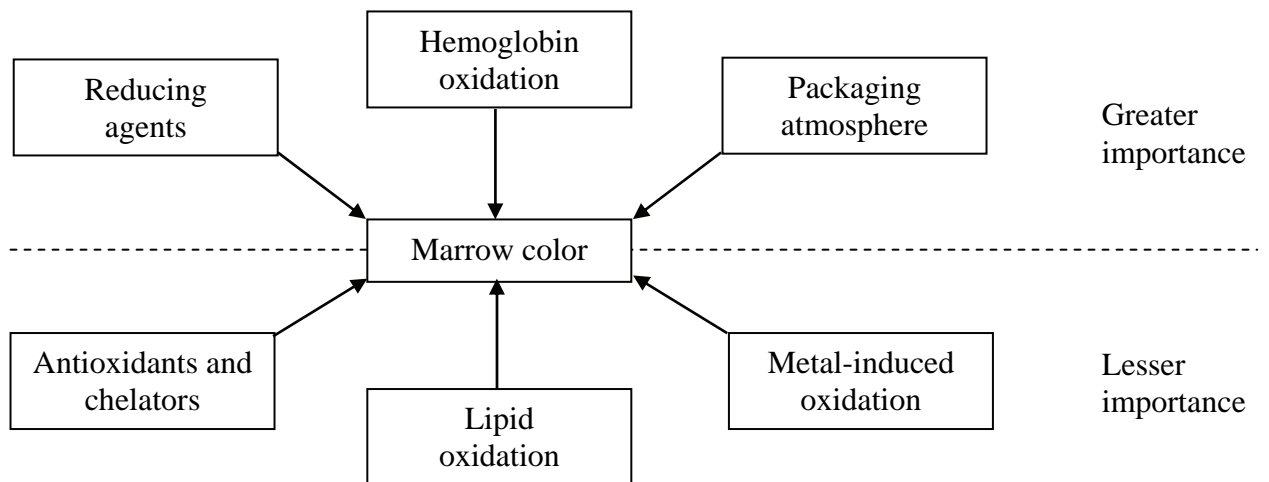 Hemoglobin
oxidation
Reducing
agents
Packaging
atmosphere
Greater
importance
Marrow color
Antioxidants and
chelators
Lipid
oxidation
Metal-induced
oxidation
Lesser
importance